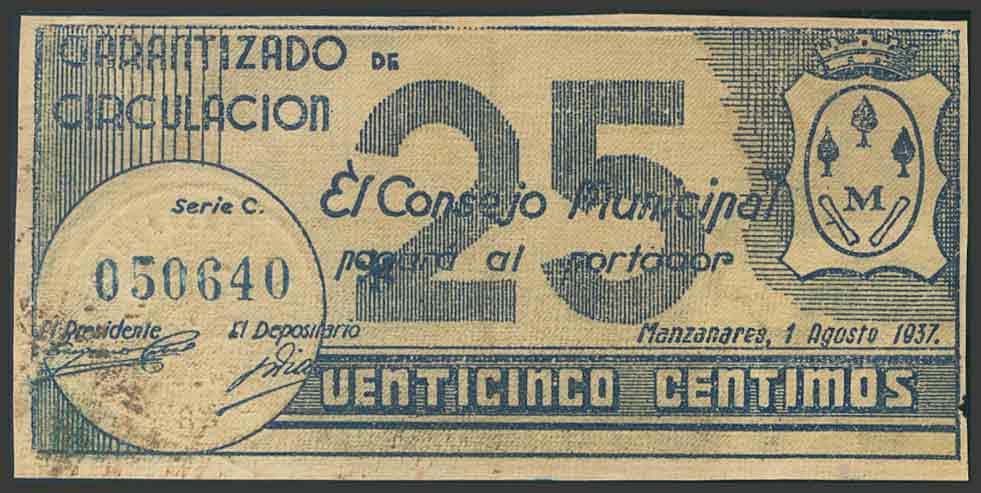 GARANTIZADO DE
CIRCULACION
25
Serie C.
El Consejo Municipal
pagará al portador
050640
El Presidente
El Depositario
Manzanares, 1 Agosto 1937.
VENTICINCO CENTIMOS
M